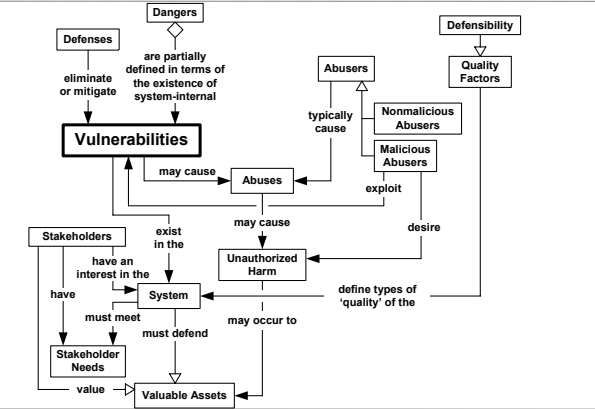 Dangers
Defenses
Defensibility
are partially
defined in terms of
the existence of
system-internal
eliminate
or mitigate
Abusers
Quality
Factors
typically
cause
Nonmalicious
Abusers
Vulnerabilities
Malicious
Abusers
may cause
Abuses
exploit
may cause
desire
Stakeholders
exist
in the
have an
interest in the
Unauthorized
Harm
have
System
define types of
‘quality’ of the
must meet
must defend
may occur to
Stakeholder
Needs
value
Valuable Assets